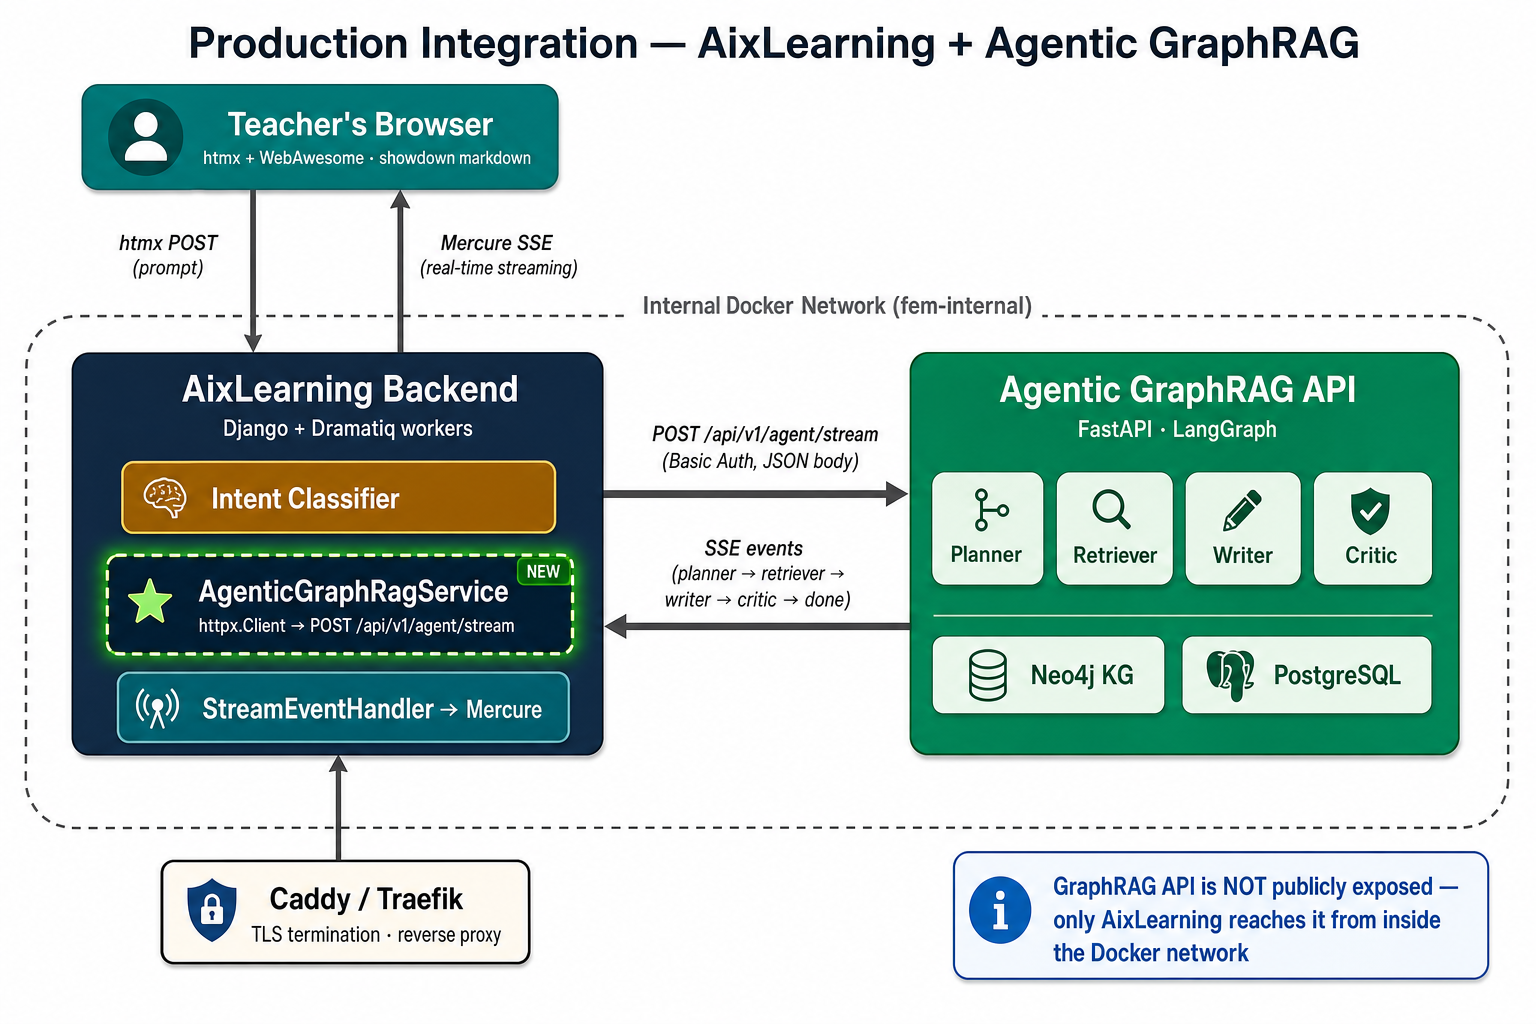 Production Integration — AixLearning + Agentic GraphRAG
Teacher's Browser
htmx + WebAwesome · showdown markdown
htmx POST
(prompt)
Mercure SSE
(real-time streaming)
Internal Docker Network (fem-internal)
AixLearning Backend
Django + Dramatiq workers
Intent Classifier
NEW
AgenticGraphRagService
httpx.Client → POST /api/v1/agent/stream
StreamEventHandler → Mercure
POST /api/v1/agent/stream
(Basic Auth, JSON body)
SSE events
(planner → retriever →
writer → critic → done)
Agentic GraphRAG API
FastAPI · LangGraph
Planner
Retriever
Writer
Critic
Neo4j KG
PostgreSQL
Caddy / Traefik
TLS termination · reverse proxy
GraphRAG API is NOT publicly exposed —
only AixLearning reaches it from inside
the Docker network